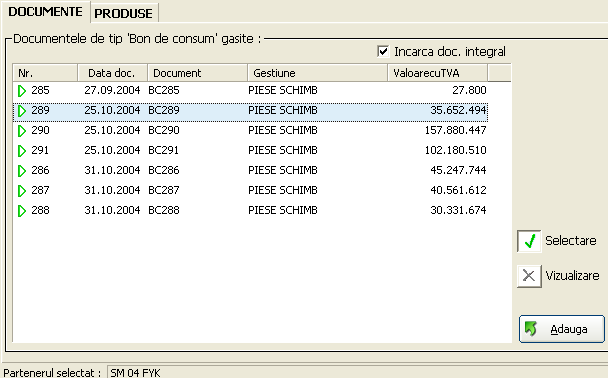 DOCUMENTE PRODUSE
Documentele de tip 'Bon de consum' gasite :
Incarca doc. integral
Nr. Data doc. Document Gestiune ValoarecuTVA
285 27.09.2004 BC285 PIESE SCHIMB 27.800
289 25.10.2004 BC289 PIESE SCHIMB 35.652.494
290 25.10.2004 BC290 PIESE SCHIMB 157.880.447
291 25.10.2004 BC291 PIESE SCHIMB 102.180.510
286 31.10.2004 BC286 PIESE SCHIMB 45.247.744
287 31.10.2004 BC287 PIESE SCHIMB 40.561.612
288 31.10.2004 BC288 PIESE SCHIMB 30.331.674
Selectare
Vizualizare
Adauga
Partenerul selectat : SM 04 FYK